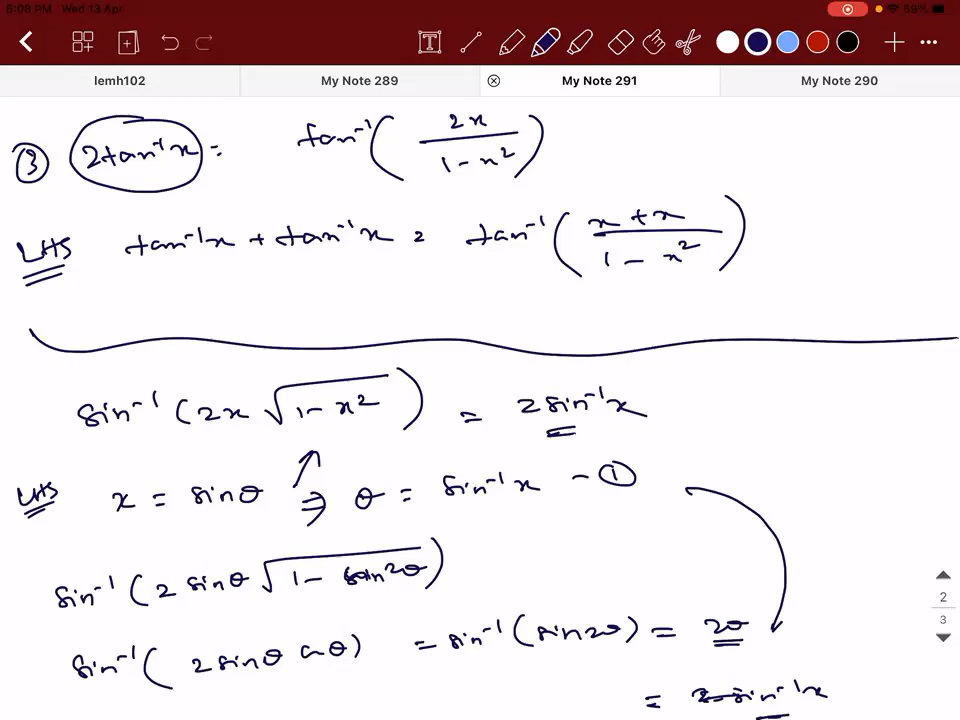 5:08 PM Wed 13 Apr 59%
lemh102 My Note 289 My Note 291 My Note 290
③ 2tan⁻¹x = tan⁻¹(2x / 1 - x²)
LHS tan⁻¹x + tan⁻¹x = tan⁻¹(x + x / 1 - x²)
sin⁻¹(2x √1 - x²) = 2sin⁻¹x
LHS x = sinθ ⇒ θ = sin⁻¹x - ①
sin⁻¹(2 sinθ √1 - sin²θ)
sin⁻¹(2sinθ cosθ) = sin⁻¹(sin2θ) = 2θ
= 2 sin⁻¹x
2
3